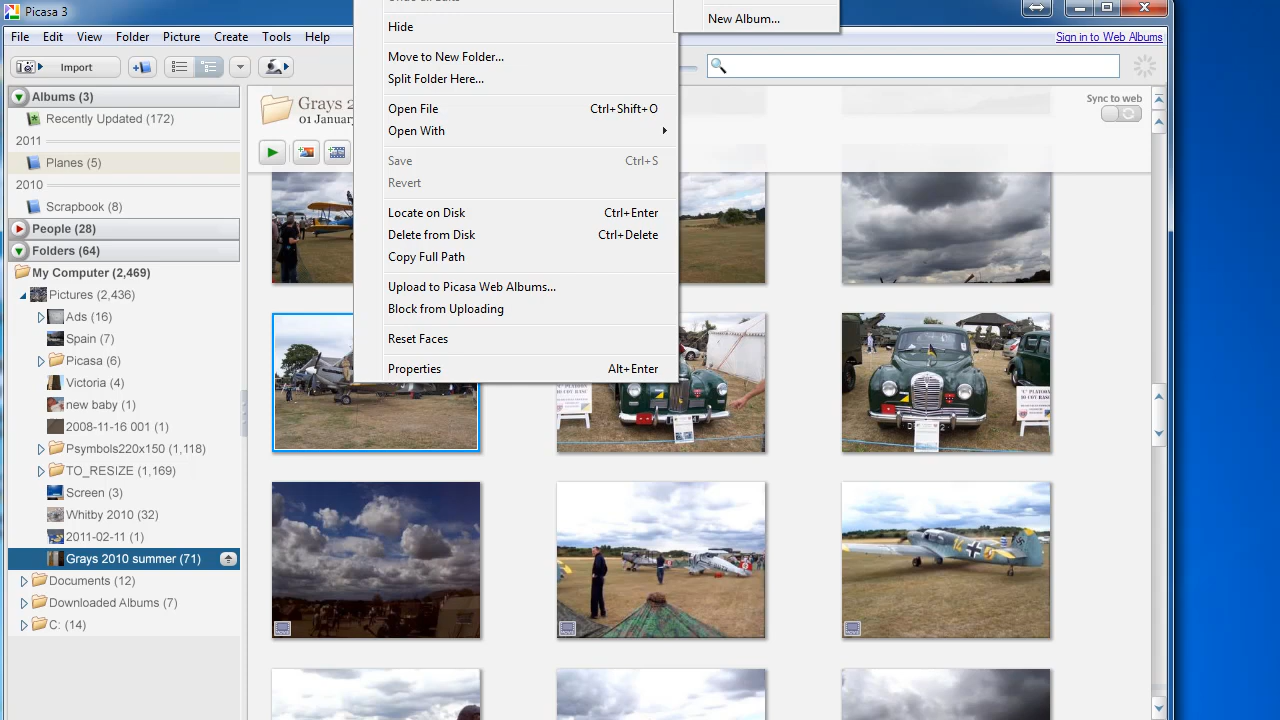 Picasa 3
New Album...
File Edit View Folder Picture Create Tools Help
Sign in to Web Albums
Hide
Import
Move to New Folder...
Split Folder Here...
Albums (3)
Grays 2
Sync to web
Open File Ctrl+Shift+O
Recently Updated (172)
01 January
Open With
2011
Planes (5)
Save Ctrl+S
Revert
2010
Scrapbook (8)
Locate on Disk Ctrl+Enter
People (28)
Delete from Disk Ctrl+Delete
Folders (64)
Copy Full Path
My Computer (2,469)
Upload to Picasa Web Albums...
Pictures (2,436)
Block from Uploading
Ads (16)
Spain (7)
Reset Faces
Picasa (6)
Properties Alt+Enter
Victoria (4)
new baby (1)
2008-11-16 001 (1)
Psymbols220x150 (1,118)
TO_RESIZE (1,169)
Screen (3)
Whitby 2010 (32)
2011-02-11 (1)
Grays 2010 summer (71)
Documents (12)
Downloaded Albums (7)
C: (14)